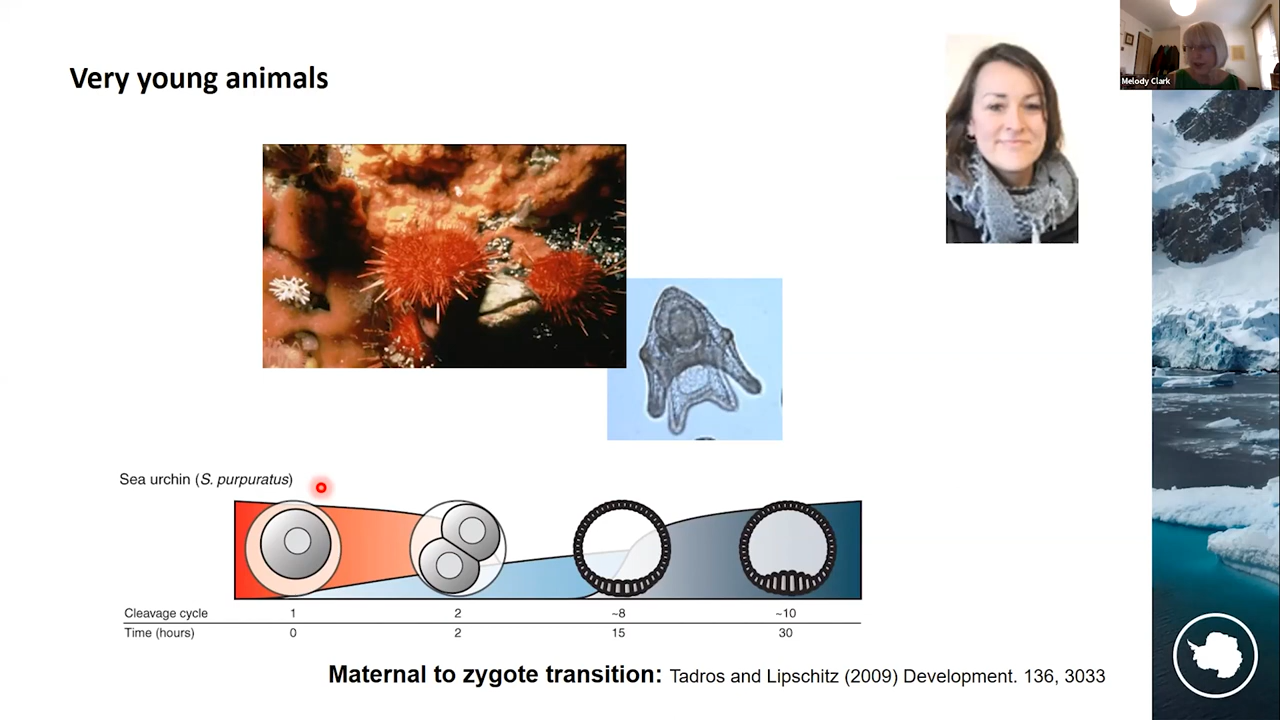 Very young animals
Melody Clark
Sea urchin (S. purpuratus)
Cleavage cycle 1 2 ~8 ~10
Time (hours) 0 2 15 30
Maternal to zygote transition: Tadros and Lipschitz (2009) Development. 136, 3033